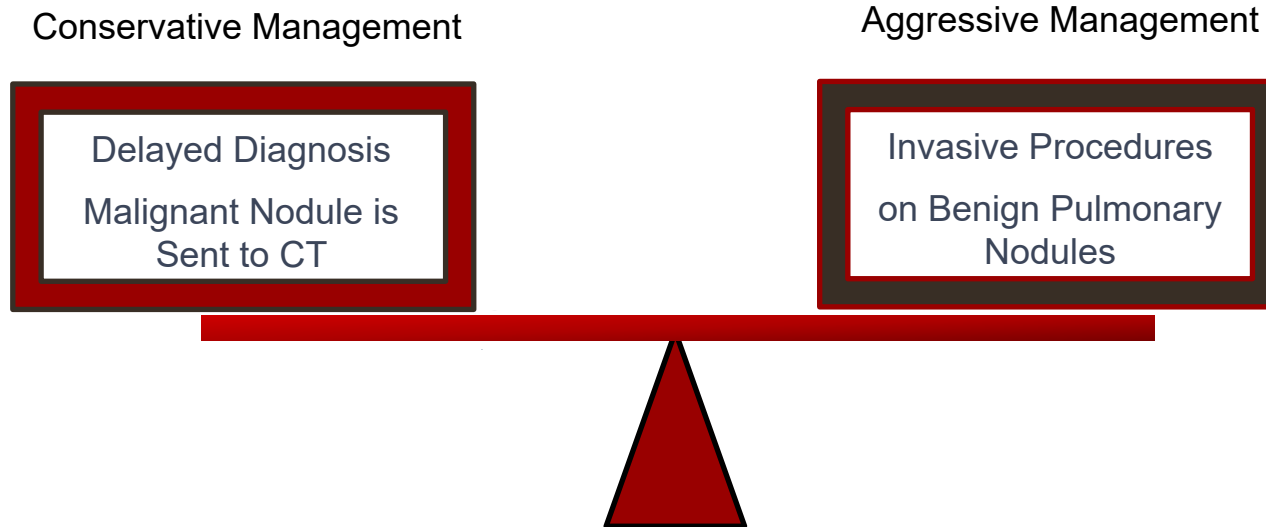 Conservative Management
Aggressive Management
Delayed Diagnosis
Malignant Nodule is
Sent to CT
Invasive Procedures
on Benign Pulmonary
Nodules